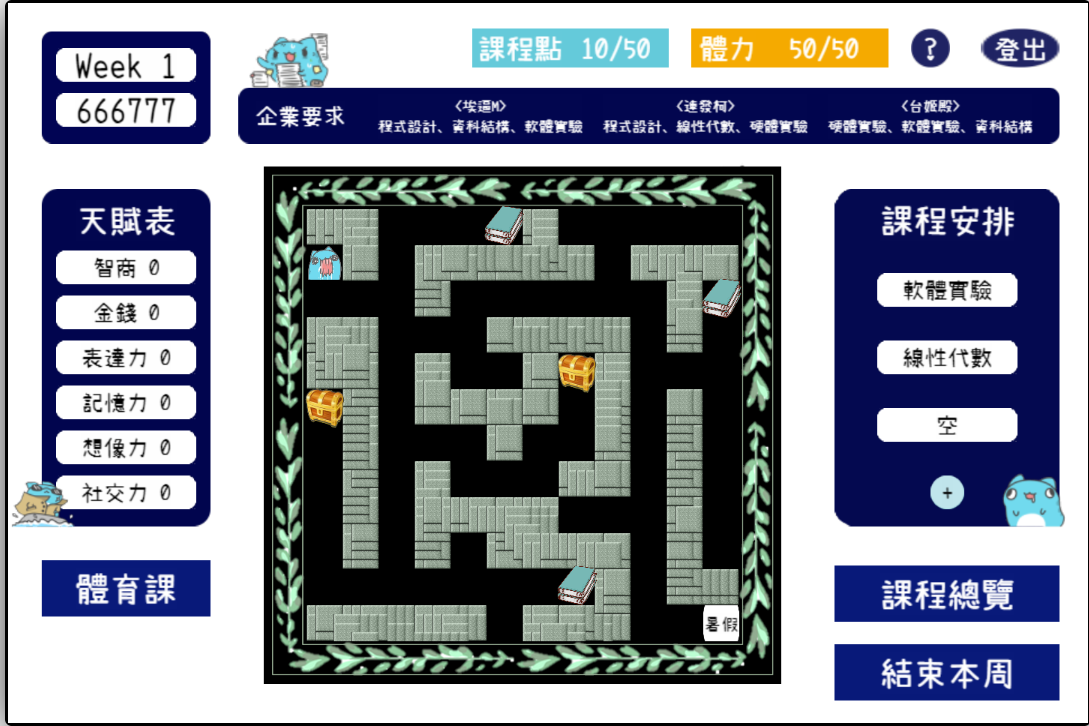 Week 1
666777
課程點 10/50
體力 50/50
?
登出
企業要求
〈埃逼M〉
程式設計、資料結構、軟體實驗
〈連發柯〉
程式設計、線性代數、硬體實驗
〈台姬殿〉
硬體實驗、軟體實驗、資料結構
天賦表
智商 0
金錢 0
表達力 0
記憶力 0
想像力 0
社交力 0
體育課
暑假
課程安排
軟體實驗
線性代數
空
+
課程總覽
結束本周